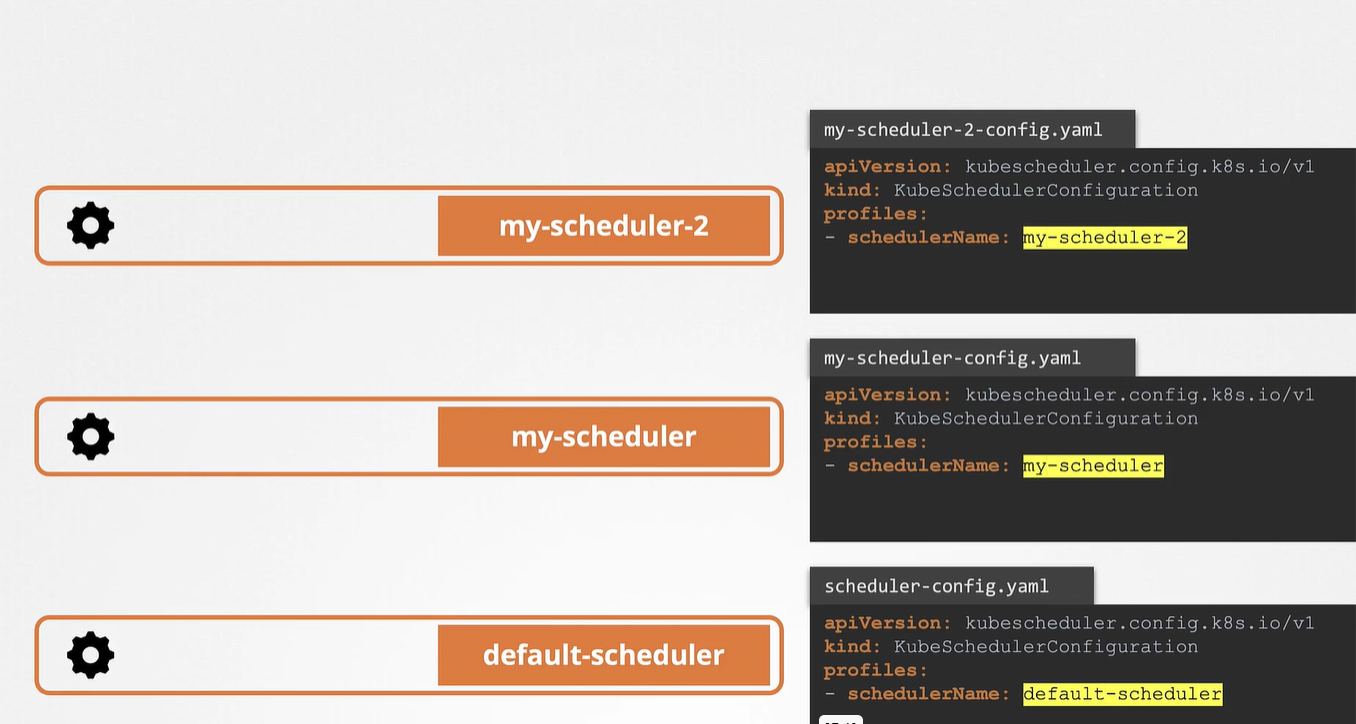 my-scheduler-2
my-scheduler-2-config.yaml
apiVersion: kubescheduler.config.k8s.io/v1
kind: KubeSchedulerConfiguration
profiles:
- schedulerName: my-scheduler-2
my-scheduler
my-scheduler-config.yaml
apiVersion: kubescheduler.config.k8s.io/v1
kind: KubeSchedulerConfiguration
profiles:
- schedulerName: my-scheduler
default-scheduler
scheduler-config.yaml
apiVersion: kubescheduler.config.k8s.io/v1
kind: KubeSchedulerConfiguration
profiles:
- schedulerName: default-scheduler